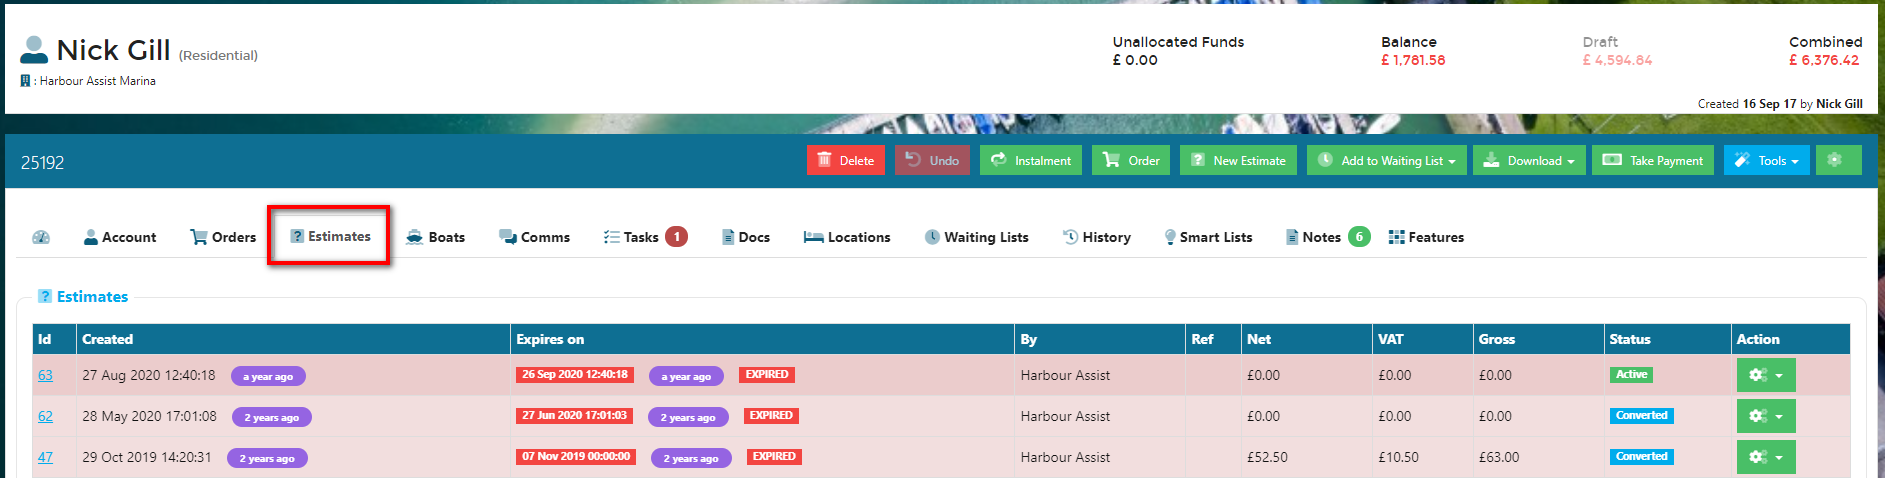 Nick Gill (Residential)
: Harbour Assist Marina
Unallocated Funds Balance Draft Combined
£ 0.00 £ 1,781.58 £ 4,594.84 £ 6,376.42
Created 16 Sep 17 by Nick Gill
25192 Delete Undo Instalment Order New Estimate Add to Waiting List Download Take Payment Tools
Account Orders Estimates Boats Comms Tasks 1 Docs Locations Waiting Lists History Smart Lists Notes 6 Features
Estimates
Id Created Expires on By Ref Net VAT Gross Status Action
63 27 Aug 2020 12:40:18 a year ago 26 Sep 2020 12:40:18 a year ago EXPIRED Harbour Assist £0.00 £0.00 £0.00 Active
62 28 May 2020 17:01:08 2 years ago 27 Jun 2020 17:01:03 2 years ago EXPIRED Harbour Assist £0.00 £0.00 £0.00 Converted
47 29 Oct 2019 14:20:31 2 years ago 07 Nov 2019 00:00:00 2 years ago EXPIRED Harbour Assist £52.50 £10.50 £63.00 Converted